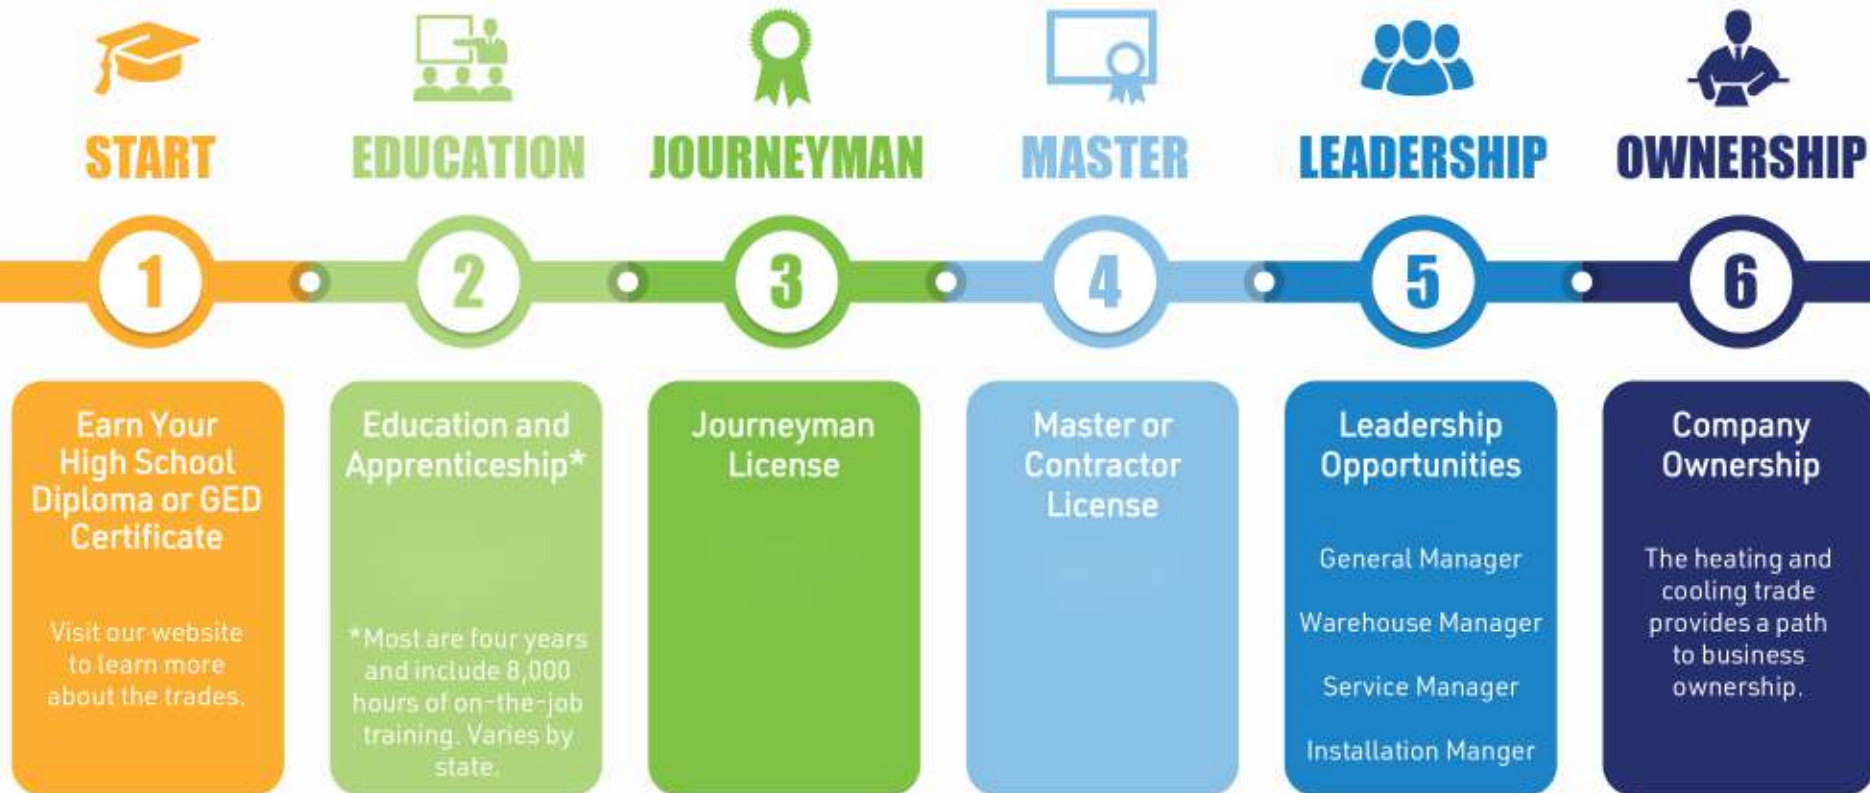 START
EDUCATION
JOURNEYMAN
MASTER
LEADERSHIP
OWNERSHIP
1
2
3
4
5
6
Earn Your
High School
Diploma or GED
Certificate
Visit our website
to learn more
about the trades.
Education and
Apprenticeship*
*Most are four years
and include 8,000
hours of on-the-job
training. Varies by
state.
Journeyman
License
Master or
Contractor
License
Leadership
Opportunities
General Manager
Warehouse Manager
Service Manager
Installation Manger
Company
Ownership
The heating and
cooling trade
provides a path
to business
ownership.